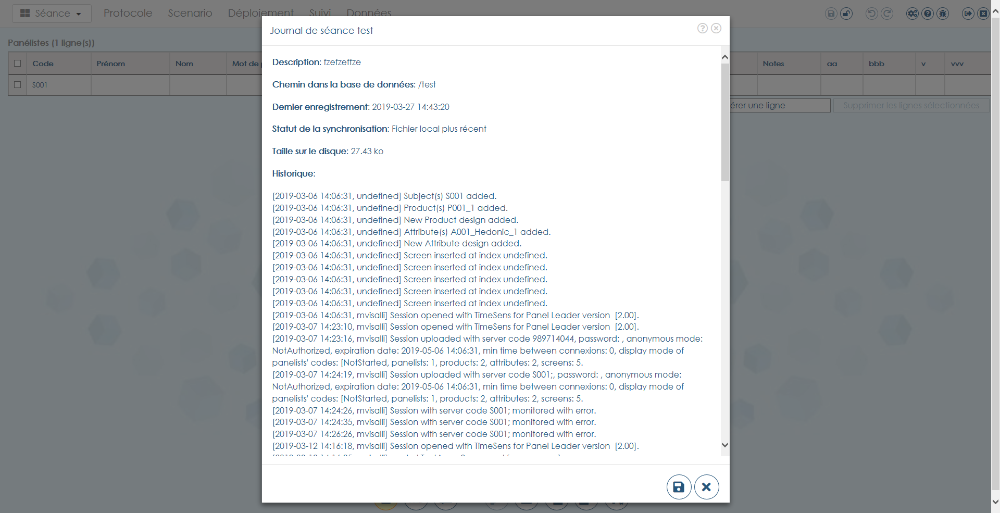 Séance
Protocole
Scenario
Déploiement
Suivi
Données
Panélistes (1 ligne(s))
Code
Prénom
Nom
Mot de
Notes
aa
bbb
v
vvv
S001
érer une ligne
Supprimer les lignes sélectionnées
Journal de séance test
Description: fzefzeffze
Chemin dans la base de données: /test
Dernier enregistrement: 2019-03-27 14:43:20
Statut de la synchronisation: Fichier local plus récent
Taille sur le disque: 27.43 ko
Historique:
[2019-03-06 14:06:31, undefined] Subject(s) S001 added.
[2019-03-06 14:06:31, undefined] Product(s) P001_1 added.
[2019-03-06 14:06:31, undefined] New Product design added.
[2019-03-06 14:06:31, undefined] Attribute(s) A001_Hedonic_1 added.
[2019-03-06 14:06:31, undefined] New Attribute design added.
[2019-03-06 14:06:31, undefined] Screen inserted at index undefined.
[2019-03-06 14:06:31, undefined] Screen inserted at index undefined.
[2019-03-06 14:06:31, undefined] Screen inserted at index undefined.
[2019-03-06 14:06:31, undefined] Screen inserted at index undefined.
[2019-03-06 14:06:31, undefined] Screen inserted at index undefined.
[2019-03-06 14:06:31, mvisalli] Session opened with TimeSens for Panel Leader version [2.00].
[2019-03-07 14:23:10, mvisalli] Session opened with TimeSens for Panel Leader version [2.00].
[2019-03-07 14:23:16, mvisalli] Session uploaded with server code 989714044, password: , anonymous mode:
NotAuthorized, expiration date: 2019-05-06 14:06:31, min time between connexions: 0, display mode of
panelists' codes: [NotStarted, panelists: 1, products: 2, attributes: 2, screens: 5.
[2019-03-07 14:24:19, mvisalli] Session uploaded with server code S001;, password: , anonymous mode:
NotAuthorized, expiration date: 2019-05-06 14:06:31, min time between connexions: 0, display mode of
panelists' codes: [NotStarted, panelists: 1, products: 2, attributes: 2, screens: 5.
[2019-03-07 14:24:26, mvisalli] Session with server code S001; monitored with error.
[2019-03-07 14:24:35, mvisalli] Session with server code S001; monitored with error.
[2019-03-07 14:26:26, mvisalli] Session with server code S001; monitored with error.
[2019-03-12 14:16:18, mvisalli] Session opened with TimeSens for Panel Leader version [2.00].